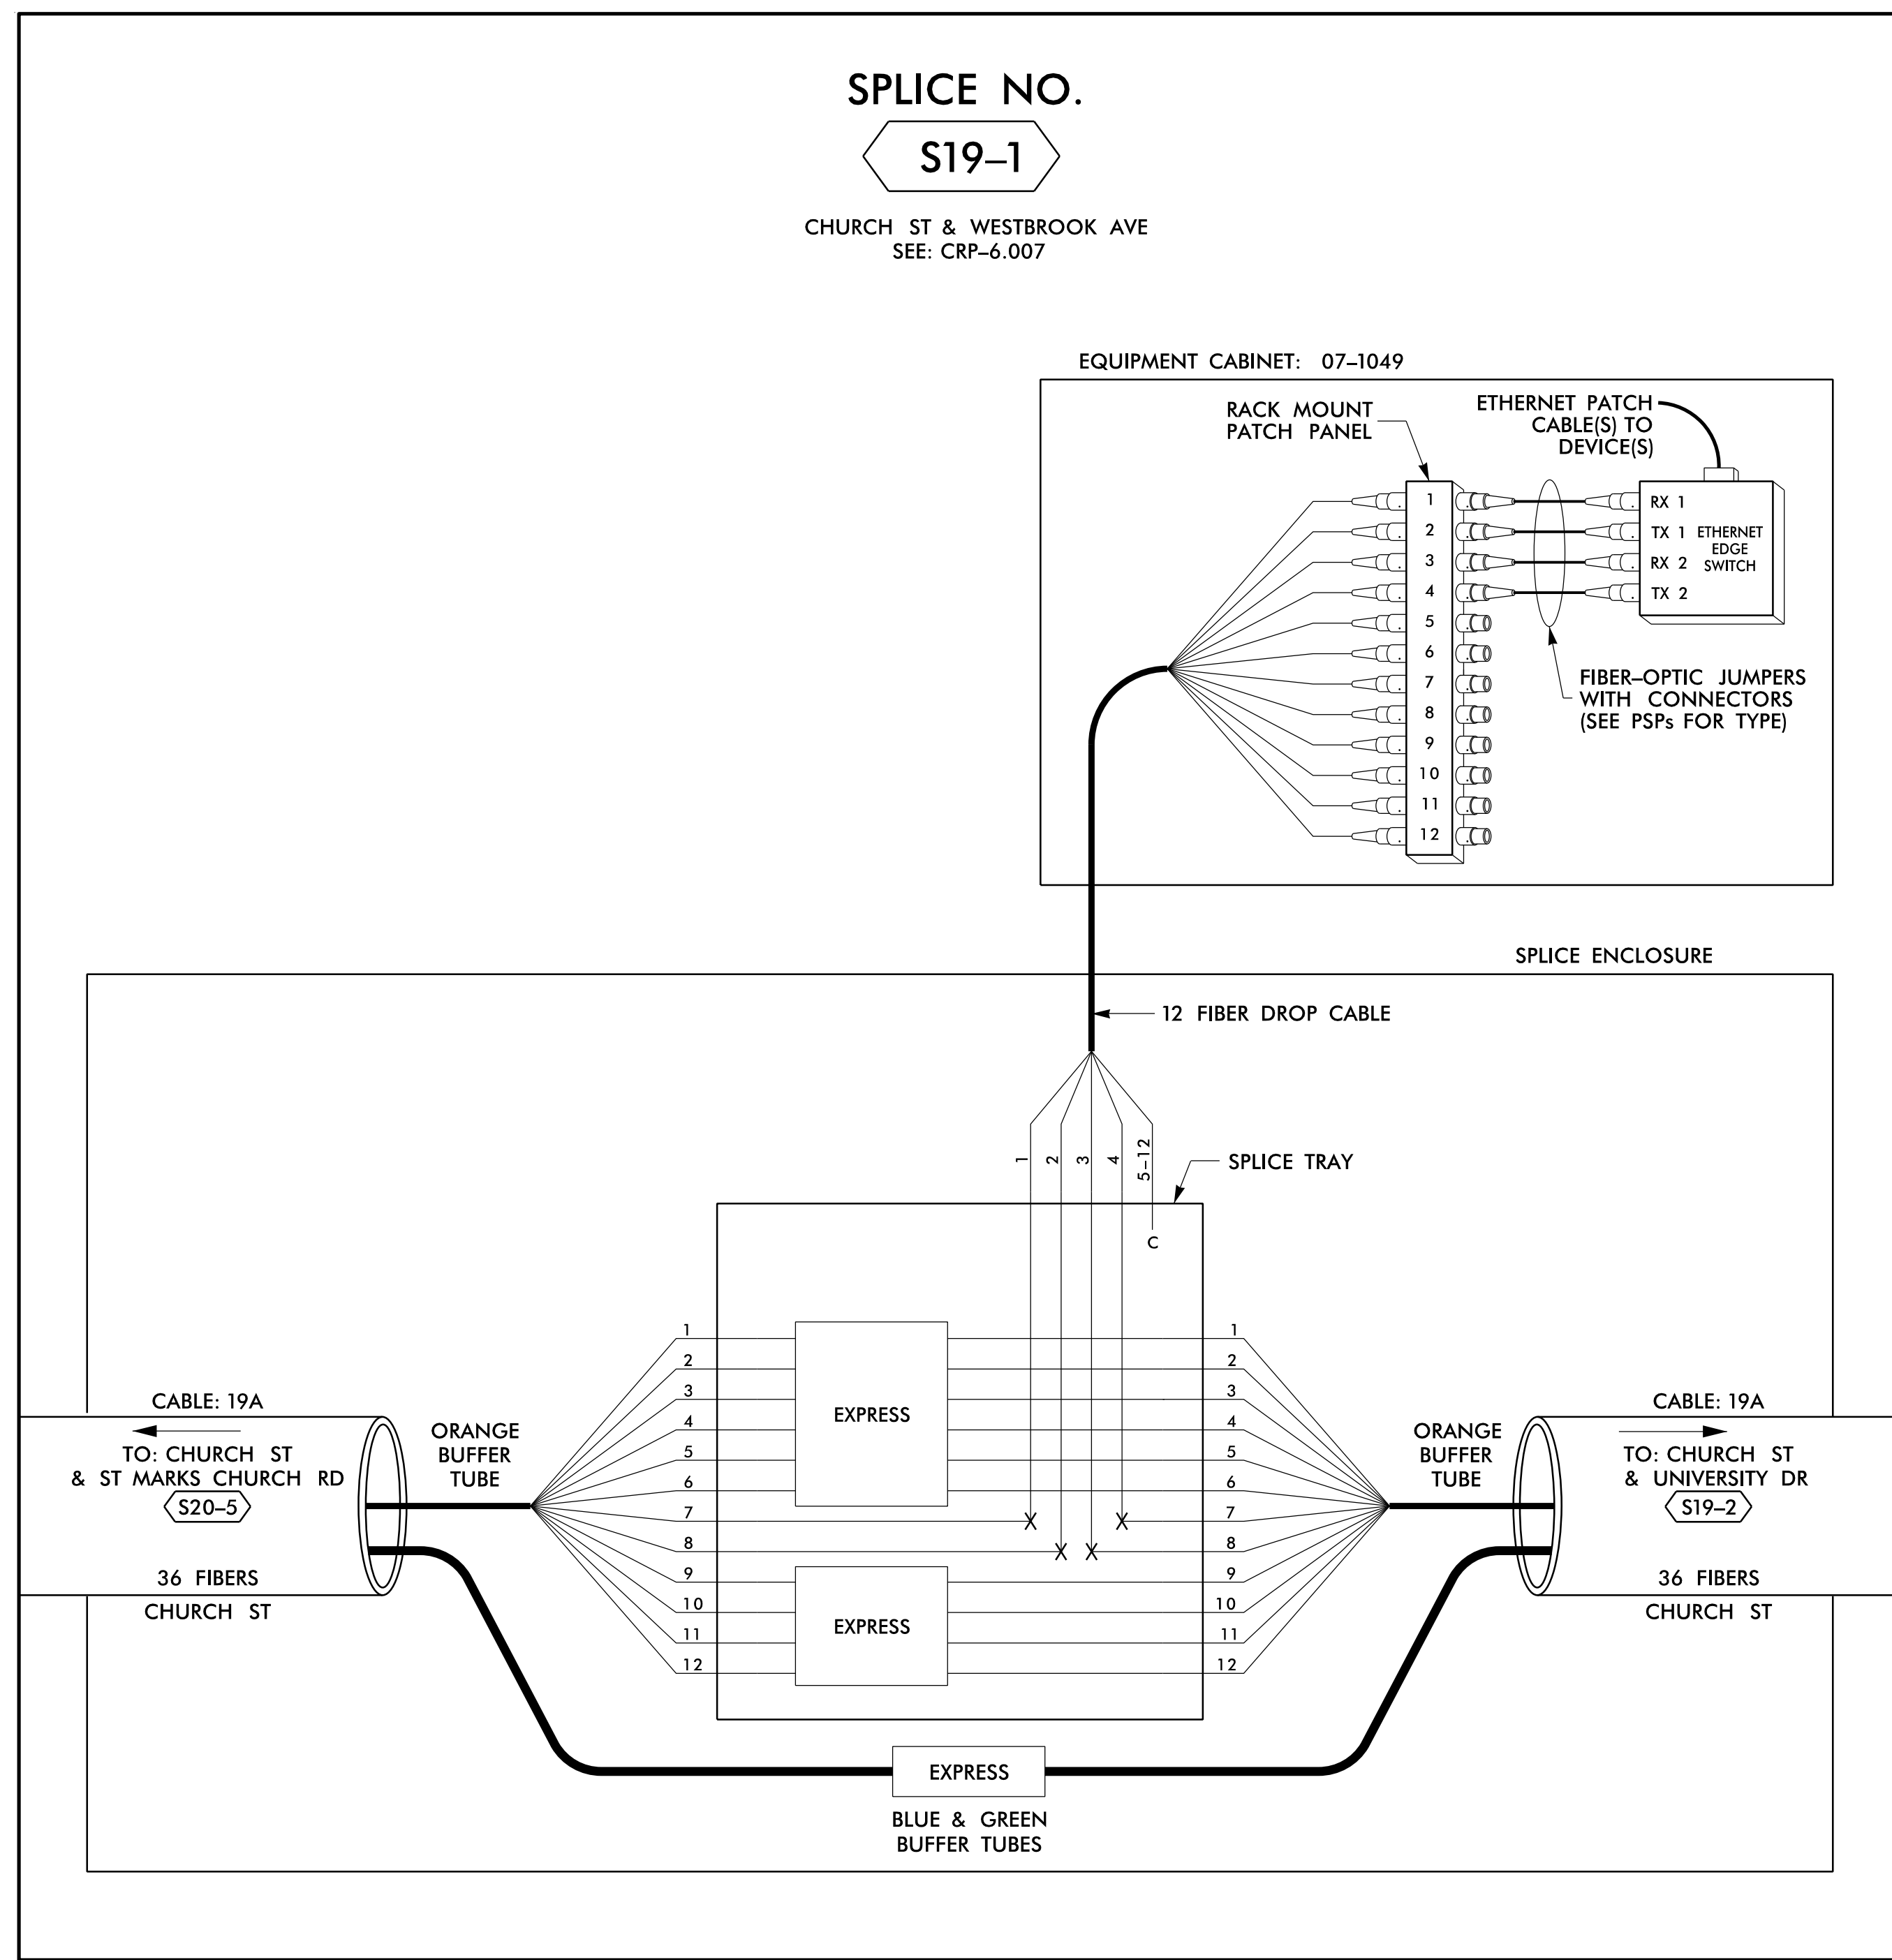 SPLICE NO.
S19–1
CHURCH ST & WESTBROOK AVE
SEE: CRP–6.007
EQUIPMENT CABINET: 07–1049
RACK MOUNT
PATCH PANEL
ETHERNET PATCH
CABLE(S) TO
DEVICE(S)
1
2
3
4
5
6
7
8
9
10
11
12
RX 1
TX 1
RX 2
TX 2
ETHERNET
EDGE
SWITCH
FIBER–OPTIC JUMPERS
WITH CONNECTORS
(SEE PSPs FOR TYPE)
SPLICE ENCLOSURE
12 FIBER DROP CABLE
1
2
3
4
5–12
SPLICE TRAY
C
CABLE: 19A
TO: CHURCH ST
& ST MARKS CHURCH RD
S20–5
36 FIBERS
CHURCH ST
ORANGE
BUFFER
TUBE
1
2
3
4
5
6
7
8
9
10
11
12
EXPRESS
EXPRESS
1
2
3
4
5
6
7
8
9
10
11
12
ORANGE
BUFFER
TUBE
CABLE: 19A
TO: CHURCH ST
& UNIVERSITY DR
S19–2
36 FIBERS
CHURCH ST
EXPRESS
BLUE & GREEN
BUFFER TUBES